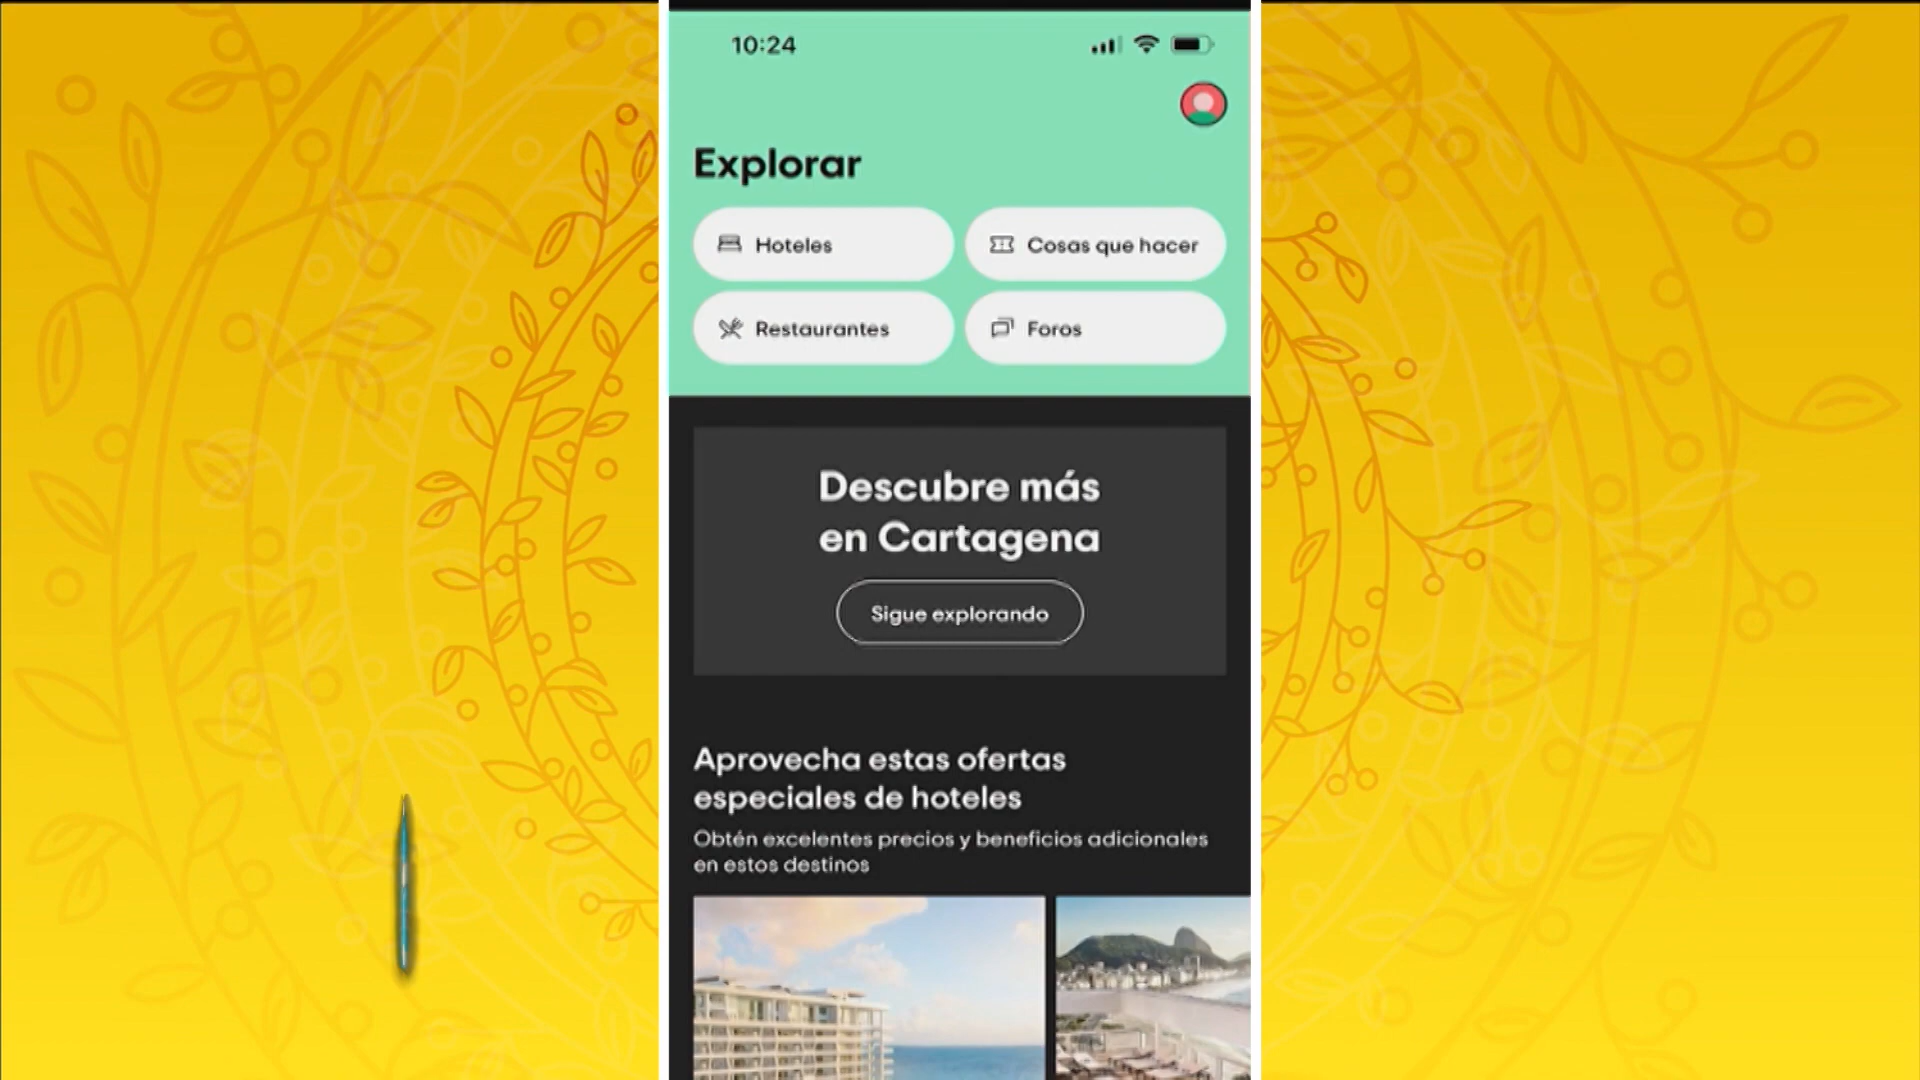 10:24
Explorar
Hoteles
Cosas que hacer
Restaurantes
Foros
Descubre más
en Cartagena
Sigue explorando
Aprovecha estas ofertas
especiales de hoteles
Obtén excelentes precios y beneficios adicionales
en estos destinos